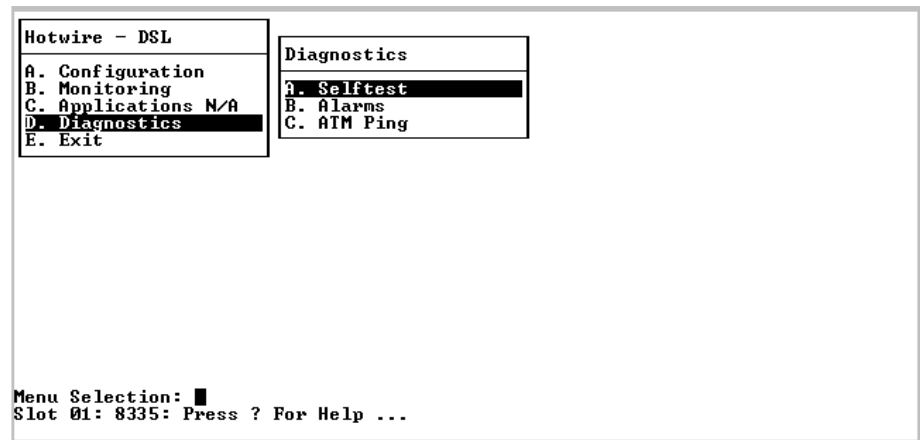 Hotwire - DSL
A. Configuration
B. Monitoring
C. Applications N/A
D. Diagnostics
E. Exit
Diagnostics
A. Selftest
B. Alarms
C. ATM Ping
Menu Selection:
Slot 01: 8335: Press ? For Help ...